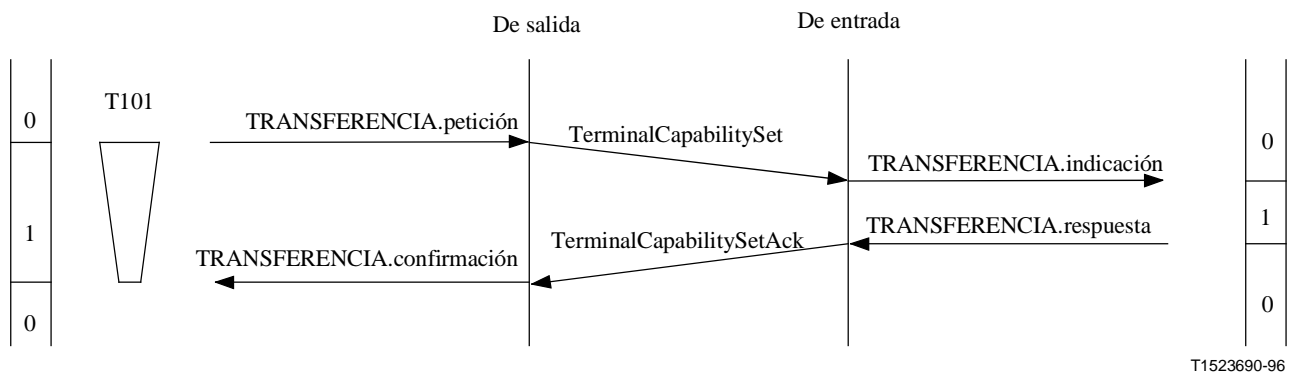 De salida
De entrada
T101
0
TRANSFERENCIA.petición
TerminalCapabilitySet
0
TRANSFERENCIA.indicación
1
TerminalCapabilitySetAck
TRANSFERENCIA.respuesta
1
TRANSFERENCIA.confirmación
0
0
T1523690-96